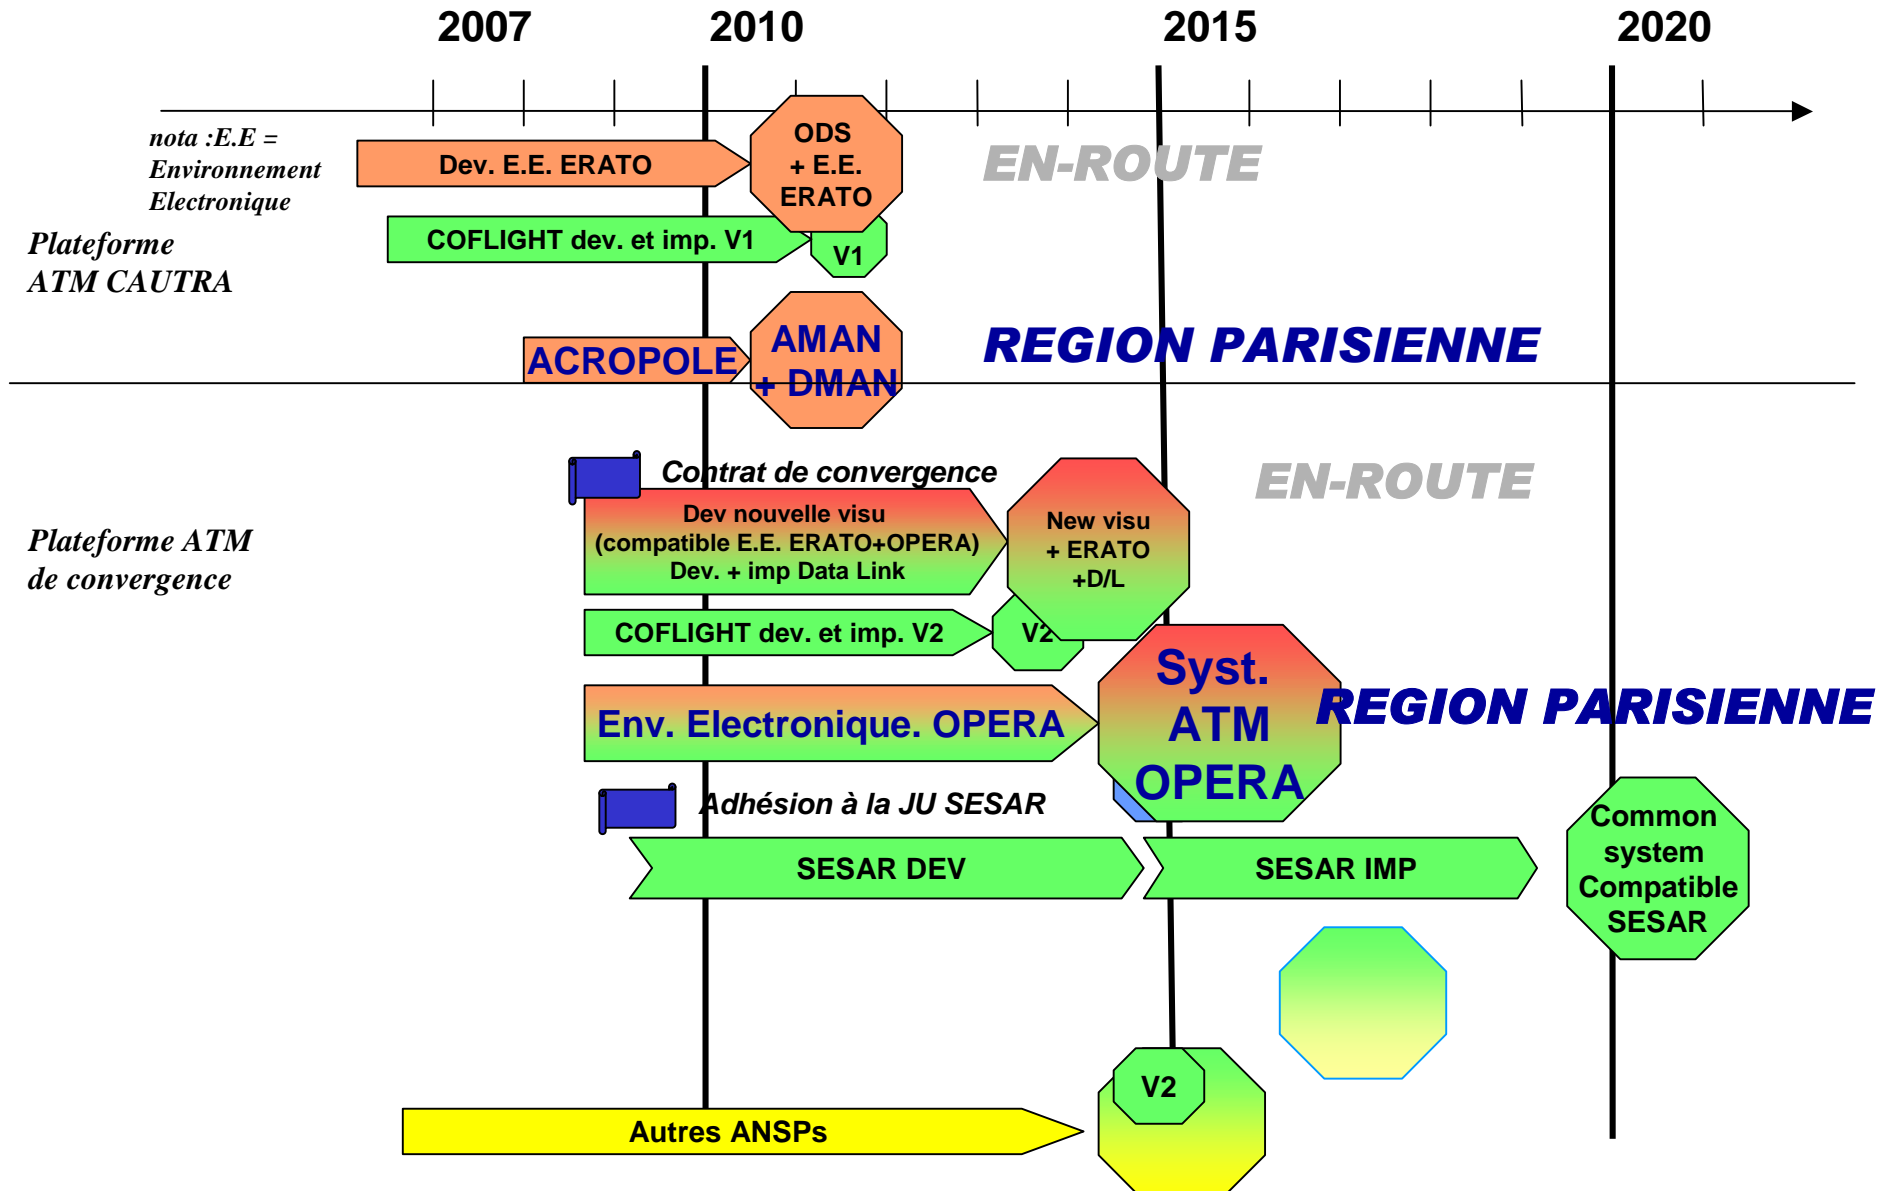 2007
2010
2015
2020
nota :E.E =
Environnement
Electronique
Dev. E.E. ERATO
ODS
+ E.E.
ERATO
EN-ROUTE
Plateforme
ATM CAUTRA
COFLIGHT dev. et imp. V1
V1
ACROPOLE
AMAN
+ DMAN
REGION PARISIENNE
Contrat de convergence
EN-ROUTE
Plateforme ATM
de convergence
Dev nouvelle visu
(compatible E.E. ERATO+OPERA)
Dev. + imp Data Link
New visu
+ ERATO
+D/L
COFLIGHT dev. et imp. V2
V2
Env. Electronique. OPERA
Syst.
ATM
OPERA
REGION PARISIENNE
Adhésion à la JU SESAR
SESAR DEV
SESAR IMP
Common
system
Compatible
SESAR
V2
Autres ANSPs